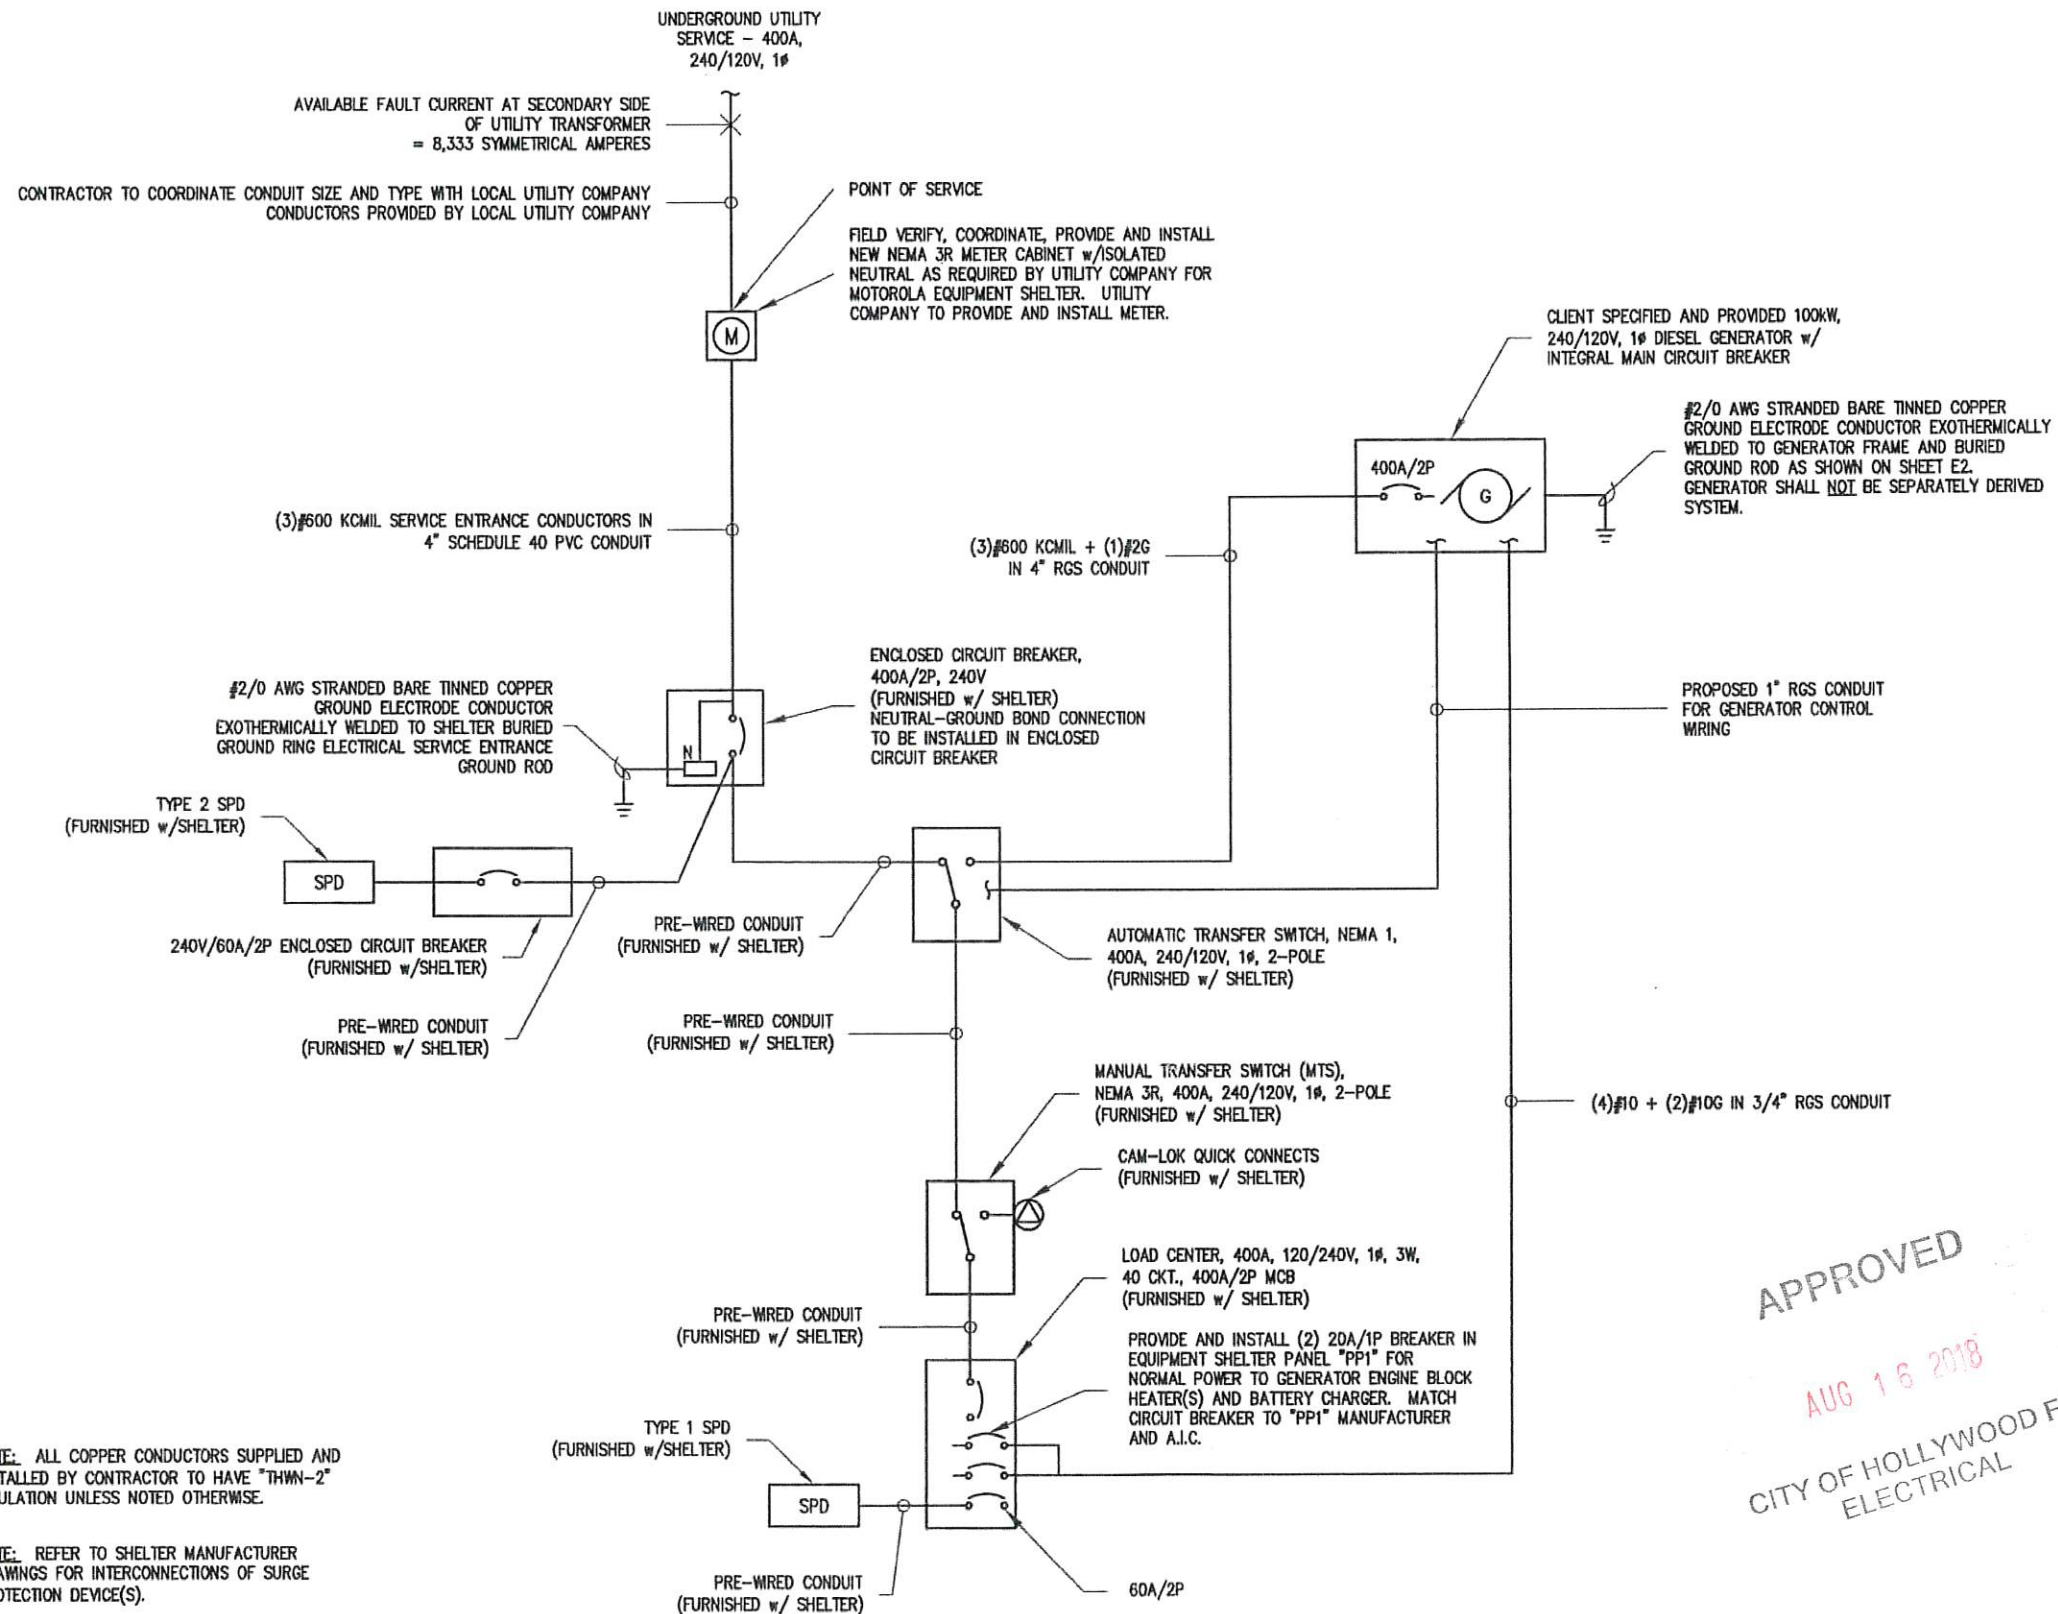 UNDERGROUND UTILITY
SERVICE - 400A,
240/120V, 1ø
AVAILABLE FAULT CURRENT AT SECONDARY SIDE
OF UTILITY TRANSFORMER
= 8,333 SYMMETRICAL AMPERES
CONTRACTOR TO COORDINATE CONDUIT SIZE AND TYPE WITH LOCAL UTILITY COMPANY
CONDUCTORS PROVIDED BY LOCAL UTILITY COMPANY
POINT OF SERVICE
FIELD VERIFY, COORDINATE, PROVIDE AND INSTALL
NEW NEMA 3R METER CABINET w/ISOLATED
NEUTRAL AS REQUIRED BY UTILITY COMPANY FOR
MOTOROLA EQUIPMENT SHELTER. UTILITY
COMPANY TO PROVIDE AND INSTALL METER.
M
CLIENT SPECIFIED AND PROVIDED 100kW,
240/120V, 1ø DIESEL GENERATOR w/
INTEGRAL MAIN CIRCUIT BREAKER
#2/0 AWG STRANDED BARE TINNED COPPER
GROUND ELECTRODE CONDUCTOR EXOTHERMICALLY
WELDED TO GENERATOR FRAME AND BURIED
GROUND ROD AS SHOWN ON SHEET E2.
GENERATOR SHALL NOT BE SEPARATELY DERIVED
SYSTEM.
400A/2P
G
(3)#600 KCMIL SERVICE ENTRANCE CONDUCTORS IN
4" SCHEDULE 40 PVC CONDUIT
(3)#600 KCMIL + (1)#2G
IN 4" RGS CONDUIT
ENCLOSED CIRCUIT BREAKER,
400A/2P, 240V
(FURNISHED w/ SHELTER)
NEUTRAL-GROUND BOND CONNECTION
TO BE INSTALLED IN ENCLOSED
CIRCUIT BREAKER
#2/0 AWG STRANDED BARE TINNED COPPER
GROUND ELECTRODE CONDUCTOR
EXOTHERMICALLY WELDED TO SHELTER BURIED
GROUND RING ELECTRICAL SERVICE ENTRANCE
GROUND ROD
N
PROPOSED 1" RGS CONDUIT
FOR GENERATOR CONTROL
WIRING
TYPE 2 SPD
(FURNISHED w/SHELTER)
SPD
240V/60A/2P ENCLOSED CIRCUIT BREAKER
(FURNISHED w/SHELTER)
PRE-WIRED CONDUIT
(FURNISHED w/ SHELTER)
PRE-WIRED CONDUIT
(FURNISHED w/ SHELTER)
AUTOMATIC TRANSFER SWITCH, NEMA 1,
400A, 240/120V, 1ø, 2-POLE
(FURNISHED w/ SHELTER)
PRE-WIRED CONDUIT
(FURNISHED w/ SHELTER)
MANUAL TRANSFER SWITCH (MTS),
NEMA 3R, 400A, 240/120V, 1ø, 2-POLE
(FURNISHED w/ SHELTER)
(4)#10 + (2)#10G IN 3/4" RGS CONDUIT
CAM-LOK QUICK CONNECTS
(FURNISHED w/ SHELTER)
LOAD CENTER, 400A, 120/240V, 1ø, 3W,
40 CKT., 400A/2P MCB
(FURNISHED w/ SHELTER)
PRE-WIRED CONDUIT
(FURNISHED w/ SHELTER)
PROVIDE AND INSTALL (2) 20A/1P BREAKER IN
EQUIPMENT SHELTER PANEL "PP1" FOR
NORMAL POWER TO GENERATOR ENGINE BLOCK
HEATER(S) AND BATTERY CHARGER. MATCH
CIRCUIT BREAKER TO "PP1" MANUFACTURER
AND A.I.C.
TYPE 1 SPD
(FURNISHED w/SHELTER)
SPD
PRE-WIRED CONDUIT
(FURNISHED w/ SHELTER)
60A/2P
TE: ALL COPPER CONDUCTORS SUPPLIED AND
TALLED BY CONTRACTOR TO HAVE "THWN-2"
ULATION UNLESS NOTED OTHERWISE.
TE: REFER TO SHELTER MANUFACTURER
AWINGS FOR INTERCONNECTIONS OF SURGE
OTECTION DEVICE(S).
APPROVED
AUG 16 2018
CITY OF HOLLYWOOD F
ELECTRICAL